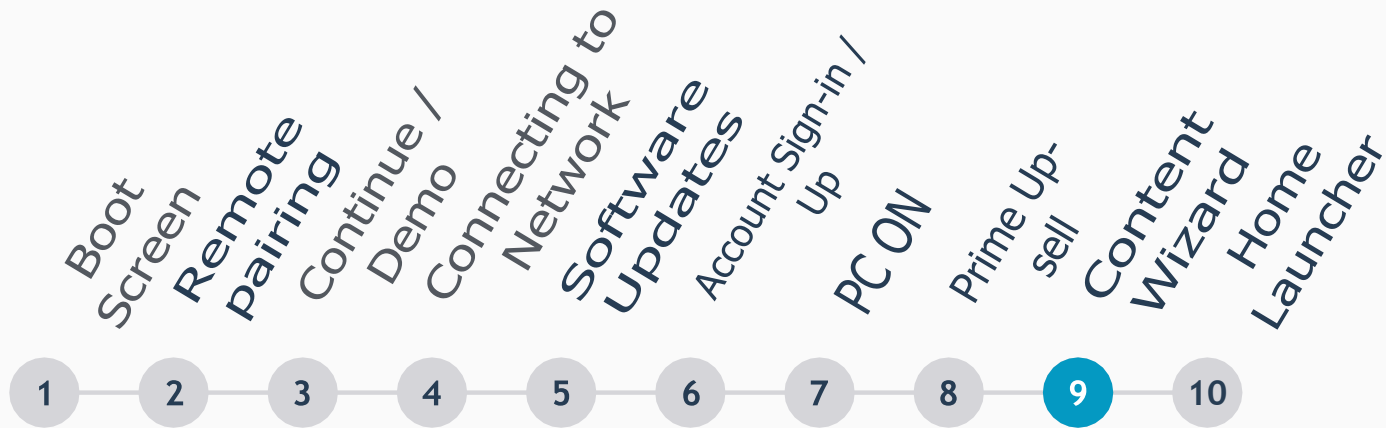 Boot
Screen
Remote
pairing
Continue /
Demo
Connecting to
Network
Software
Updates
Account Sign-in /
Up
PC ON
Prime Up-
sell
Content
Wizard
Home
Launcher
1 2 3 4 5 6 7 8 9 10